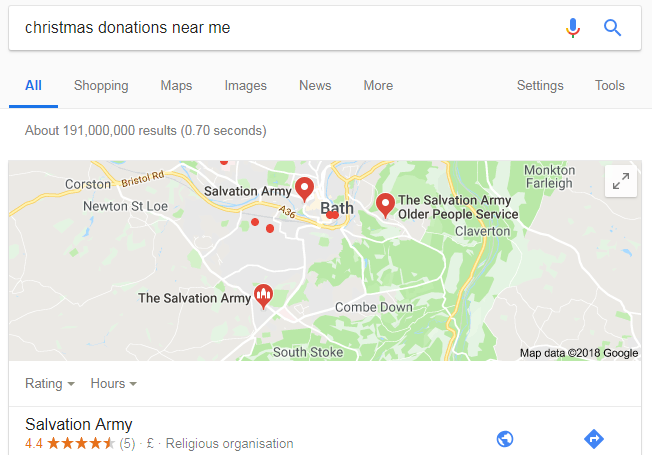 christmas donations near me
All Shopping Maps Images News More Settings Tools
About 191,000,000 results (0.70 seconds)
Monkton
Farleigh
Corston
Bristol Rd
Salvation Army
Newton St Loe
A36
Bath
The Salvation Army
Older People Service
Claverton
The Salvation Army
Combe Down
South Stoke
Map data ©2018 Google
Rating Hours
Salvation Army
4.4 (5) · £ · Religious organisation